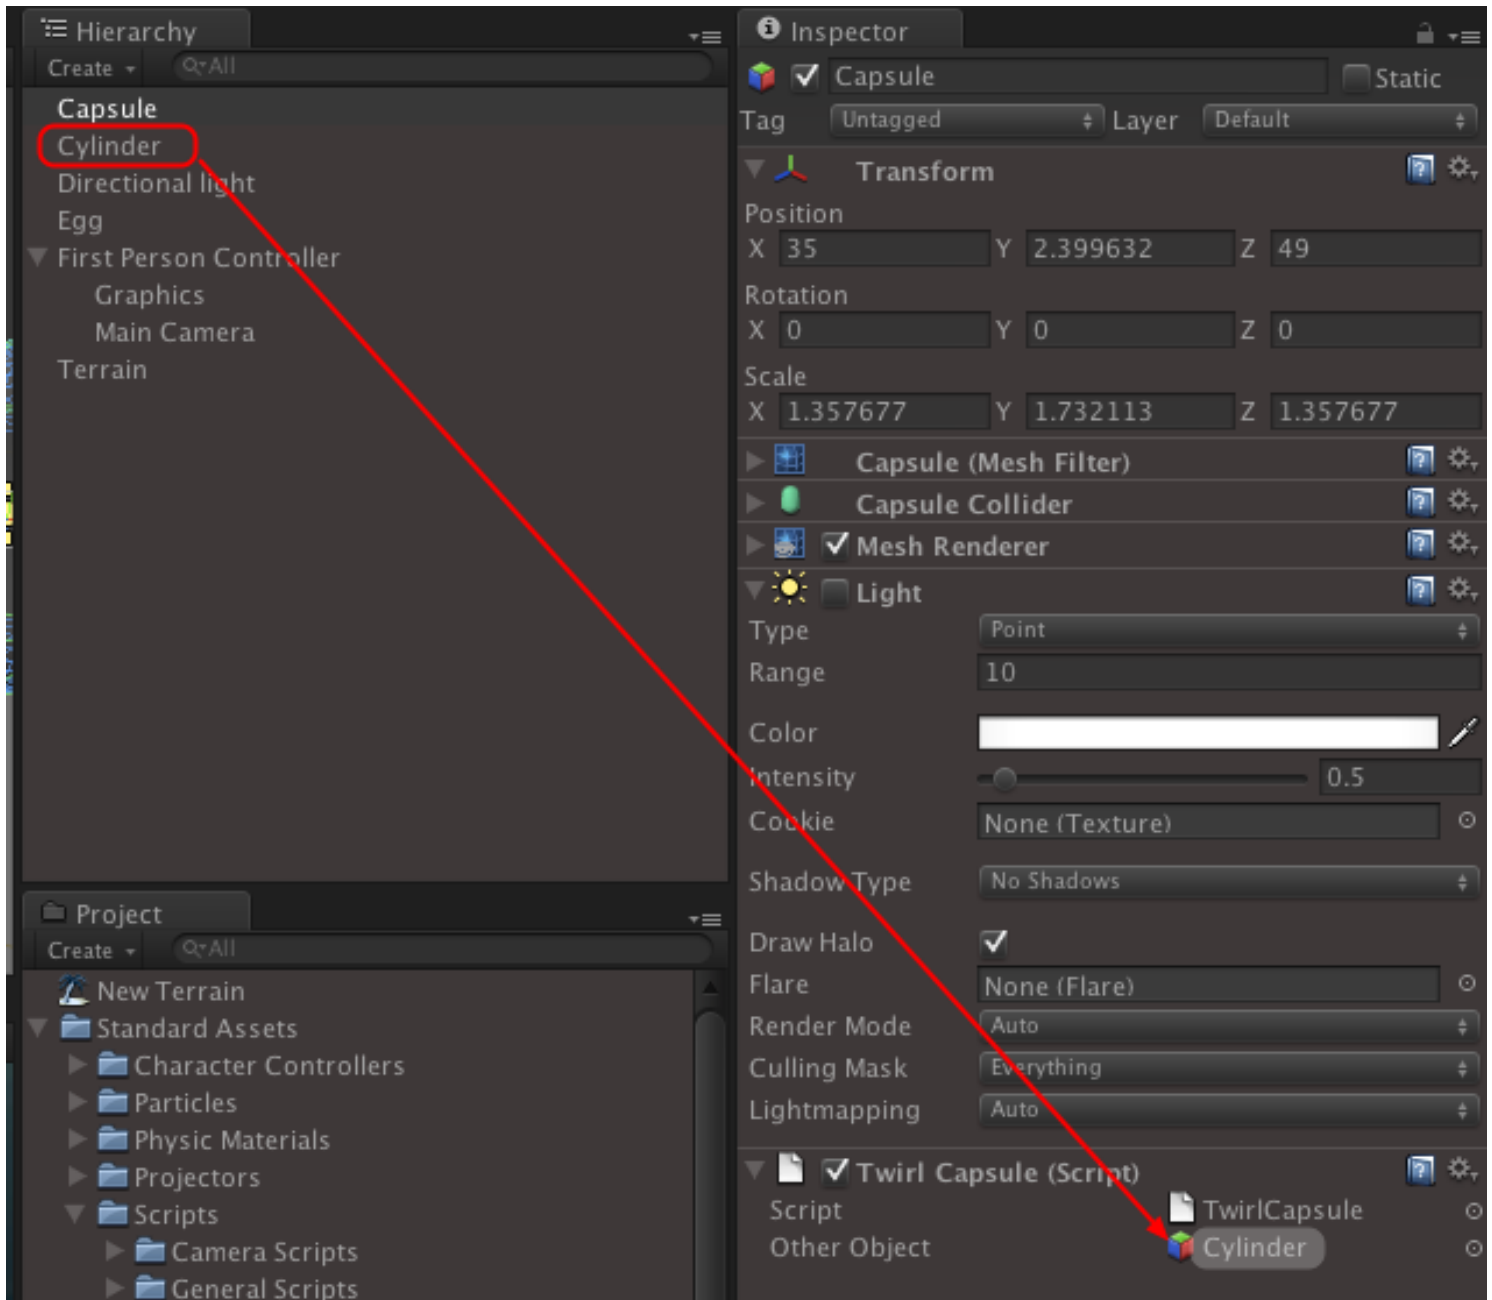 Hierarchy
Create All
Capsule
Cylinder
Directional light
Egg
First Person Controller
Graphics
Main Camera
Terrain
Project
Create All
New Terrain
Standard Assets
Character Controllers
Particles
Physic Materials
Projectors
Scripts
Camera Scripts
General Scripts
Inspector
Capsule Static
Tag Untagged Layer Default
Transform
Position
X 35 Y 2.399632 Z 49
Rotation
X 0 Y 0 Z 0
Scale
X 1.357677 Y 1.732113 Z 1.357677
Capsule (Mesh Filter)
Capsule Collider
Mesh Renderer
Light
Type Point
Range 10
Color
Intensity 0.5
Cookie None (Texture)
Shadow Type No Shadows
Draw Halo
Flare None (Flare)
Render Mode Auto
Culling Mask Everything
Lightmapping Auto
Twirl Capsule (Script)
Script TwirlCapsule
Other Object Cylinder